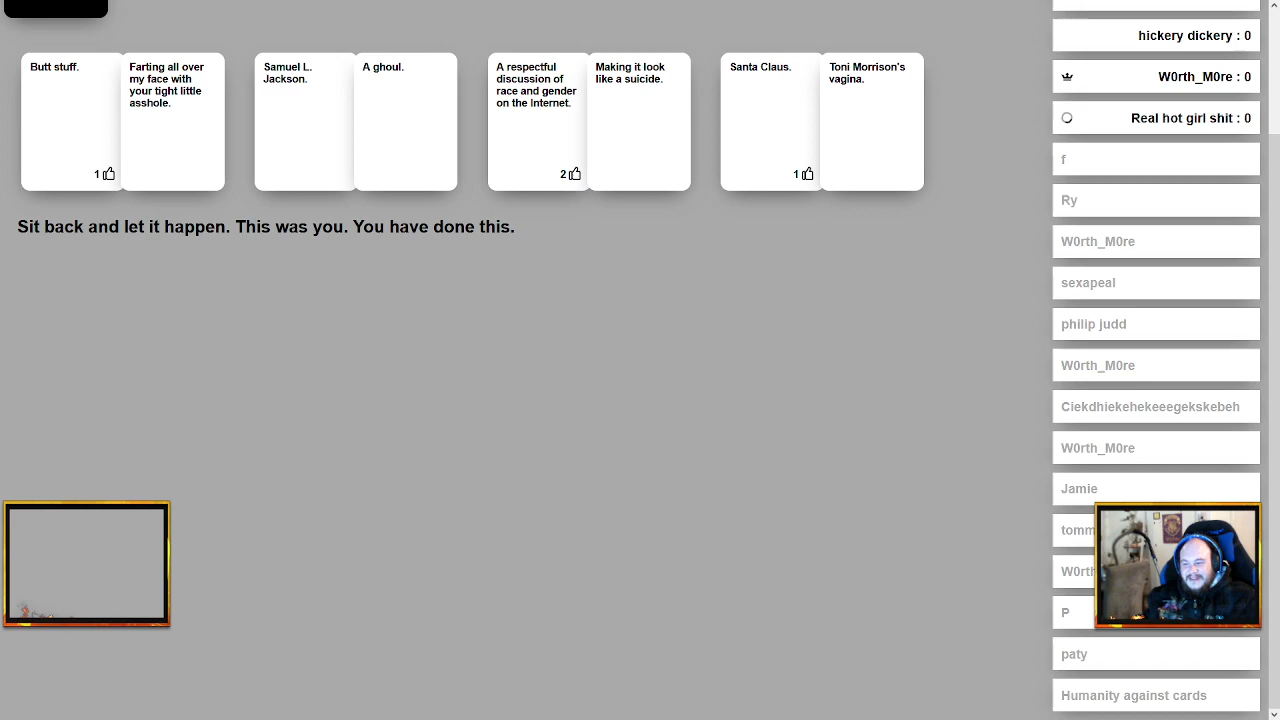 Butt stuff.
Farting all over
my face with
your tight little
asshole.
1
Samuel L.
Jackson.
A ghoul.
A respectful
discussion of
race and gender
on the Internet.
2
Making it look
like a suicide.
Santa Claus.
1
Toni Morrison's
vagina.
Sit back and let it happen. This was you. You have done this.
hickery dickery : 0
W0rth_M0re : 0
Real hot girl shit : 0
f
Ry
W0rth_M0re
sexapeal
philip judd
W0rth_M0re
Ciekdhiekehekeeegekskebeh
W0rth_M0re
Jamie
tomm
W0rth
P
paty
Humanity against cards